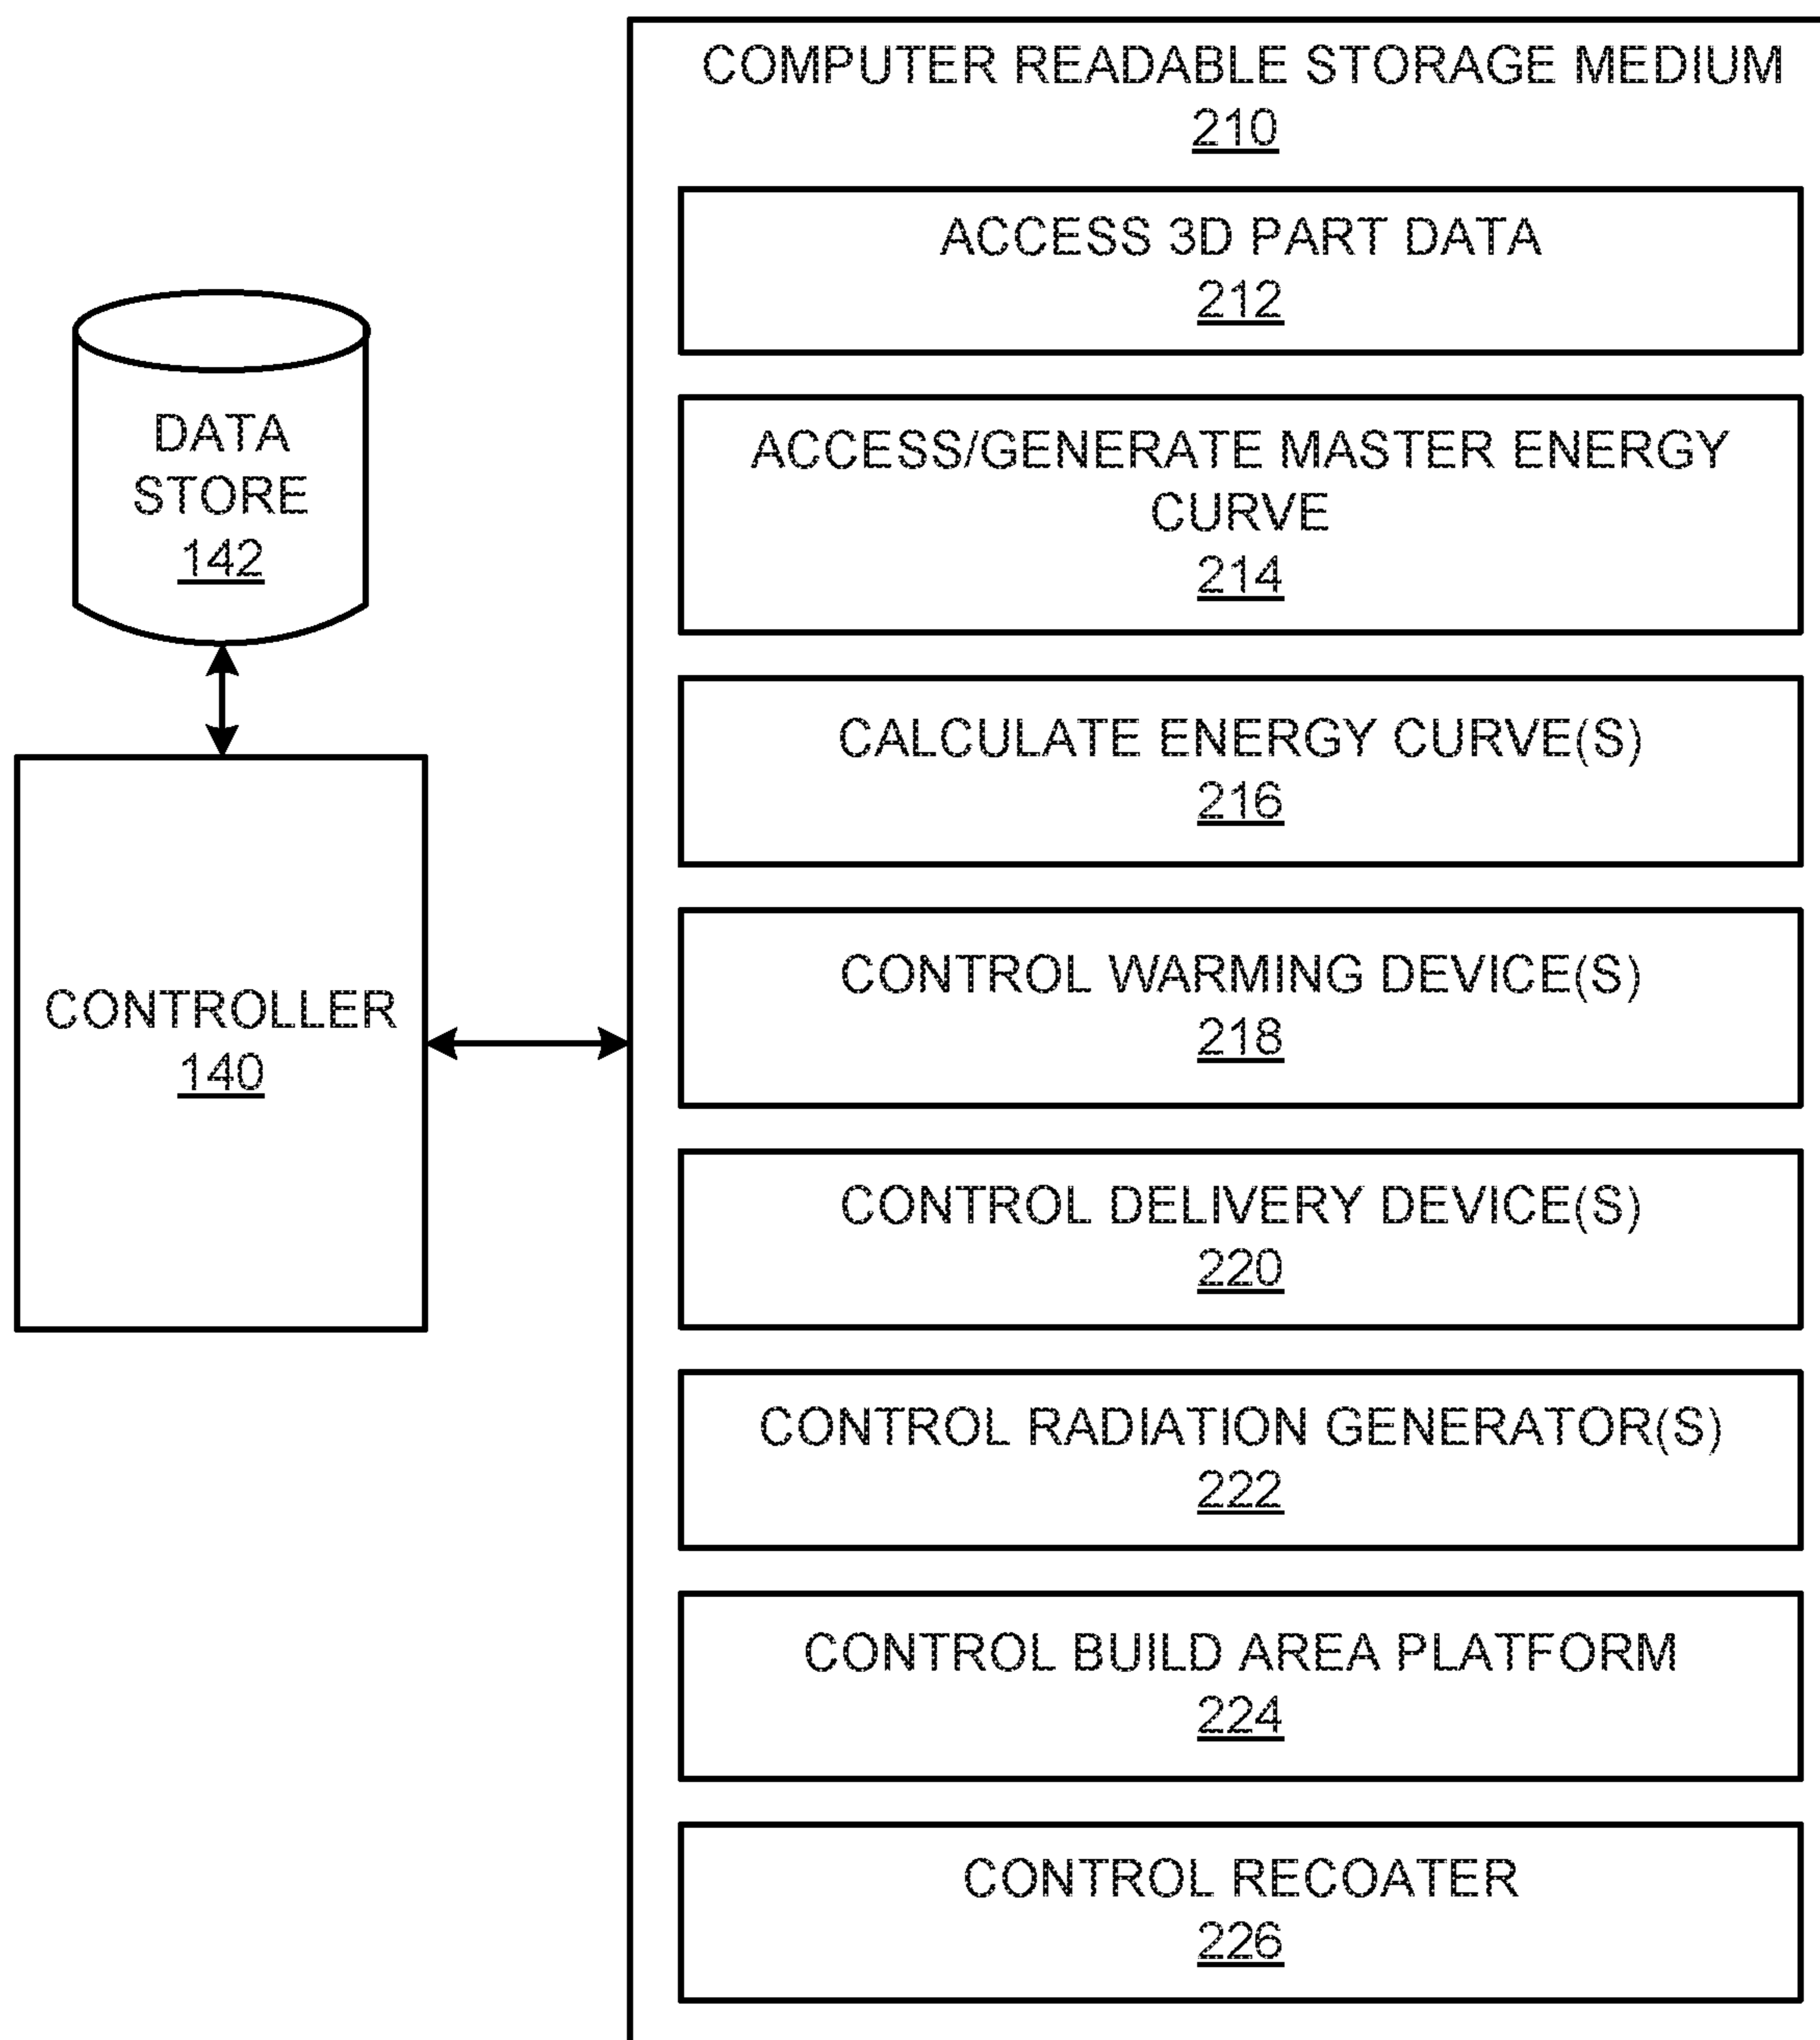 COMPUTER READABLE STORAGE MEDIUM
210
ACCESS 3D PART DATA
212
ACCESS/GENERATE MASTER ENERGY
CURVE
214
CALCULATE ENERGY CURVE(S)
216
CONTROL WARMING DEVICE(S)
218
CONTROL DELIVERY DEVICE(S)
220
CONTROL RADIATION GENERATOR(S)
222
CONTROL BUILD AREA PLATFORM
224
CONTROL RECOATER
226
DATA
STORE
142
CONTROLLER
140